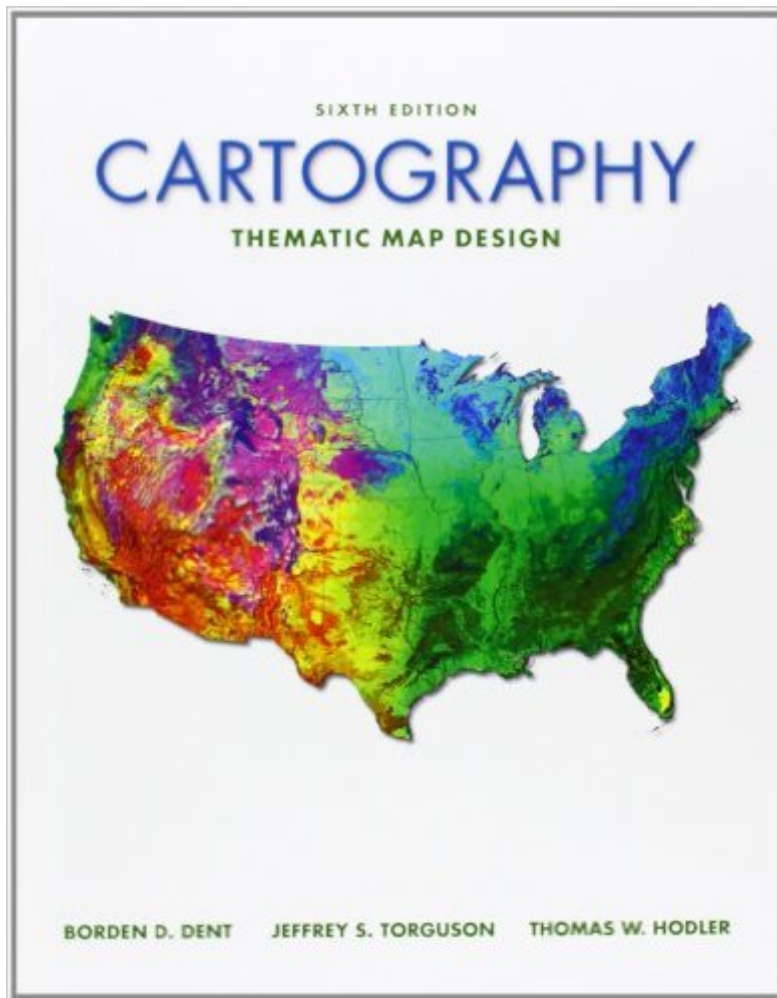 SIXTH EDITION
CARTOGRAPHY
THEMATIC MAP DESIGN
BORDEN D. DENT JEFFREY S. TORGUSON THOMAS W. HODLER